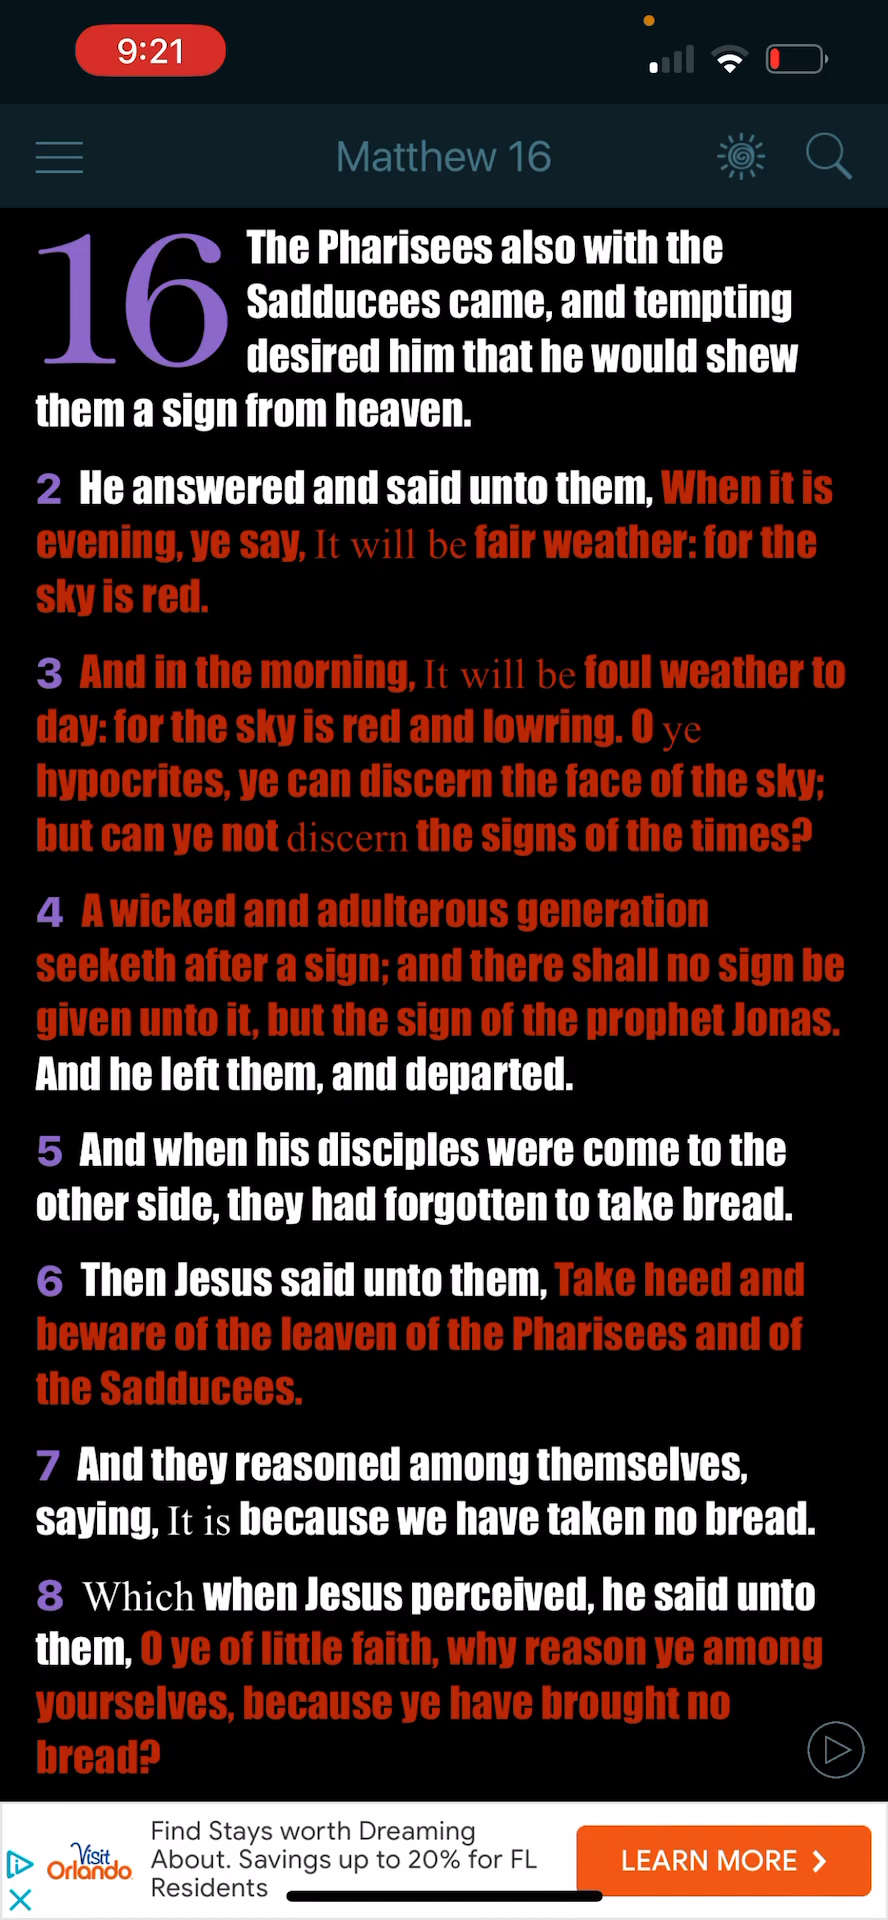 9:21
Matthew 16
16 The Pharisees also with the
Sadducees came, and tempting
desired him that he would shew
them a sign from heaven.
2 He answered and said unto them, When it is
evening, ye say, It will be fair weather: for the
sky is red.
3 And in the morning, It will be foul weather to
day: for the sky is red and lowring. O ye
hypocrites, ye can discern the face of the sky;
but can ye not discern the signs of the times?
4 A wicked and adulterous generation
seeketh after a sign; and there shall no sign be
given unto it, but the sign of the prophet Jonas.
And he left them, and departed.
5 And when his disciples were come to the
other side, they had forgotten to take bread.
6 Then Jesus said unto them, Take heed and
beware of the leaven of the Pharisees and of
the Sadducees.
7 And they reasoned among themselves,
saying, It is because we have taken no bread.
8 Which when Jesus perceived, he said unto
them, O ye of little faith, why reason ye among
yourselves, because ye have brought no
bread?
Visit
Orlando
Find Stays worth Dreaming
About. Savings up to 20% for FL
Residents
LEARN MORE